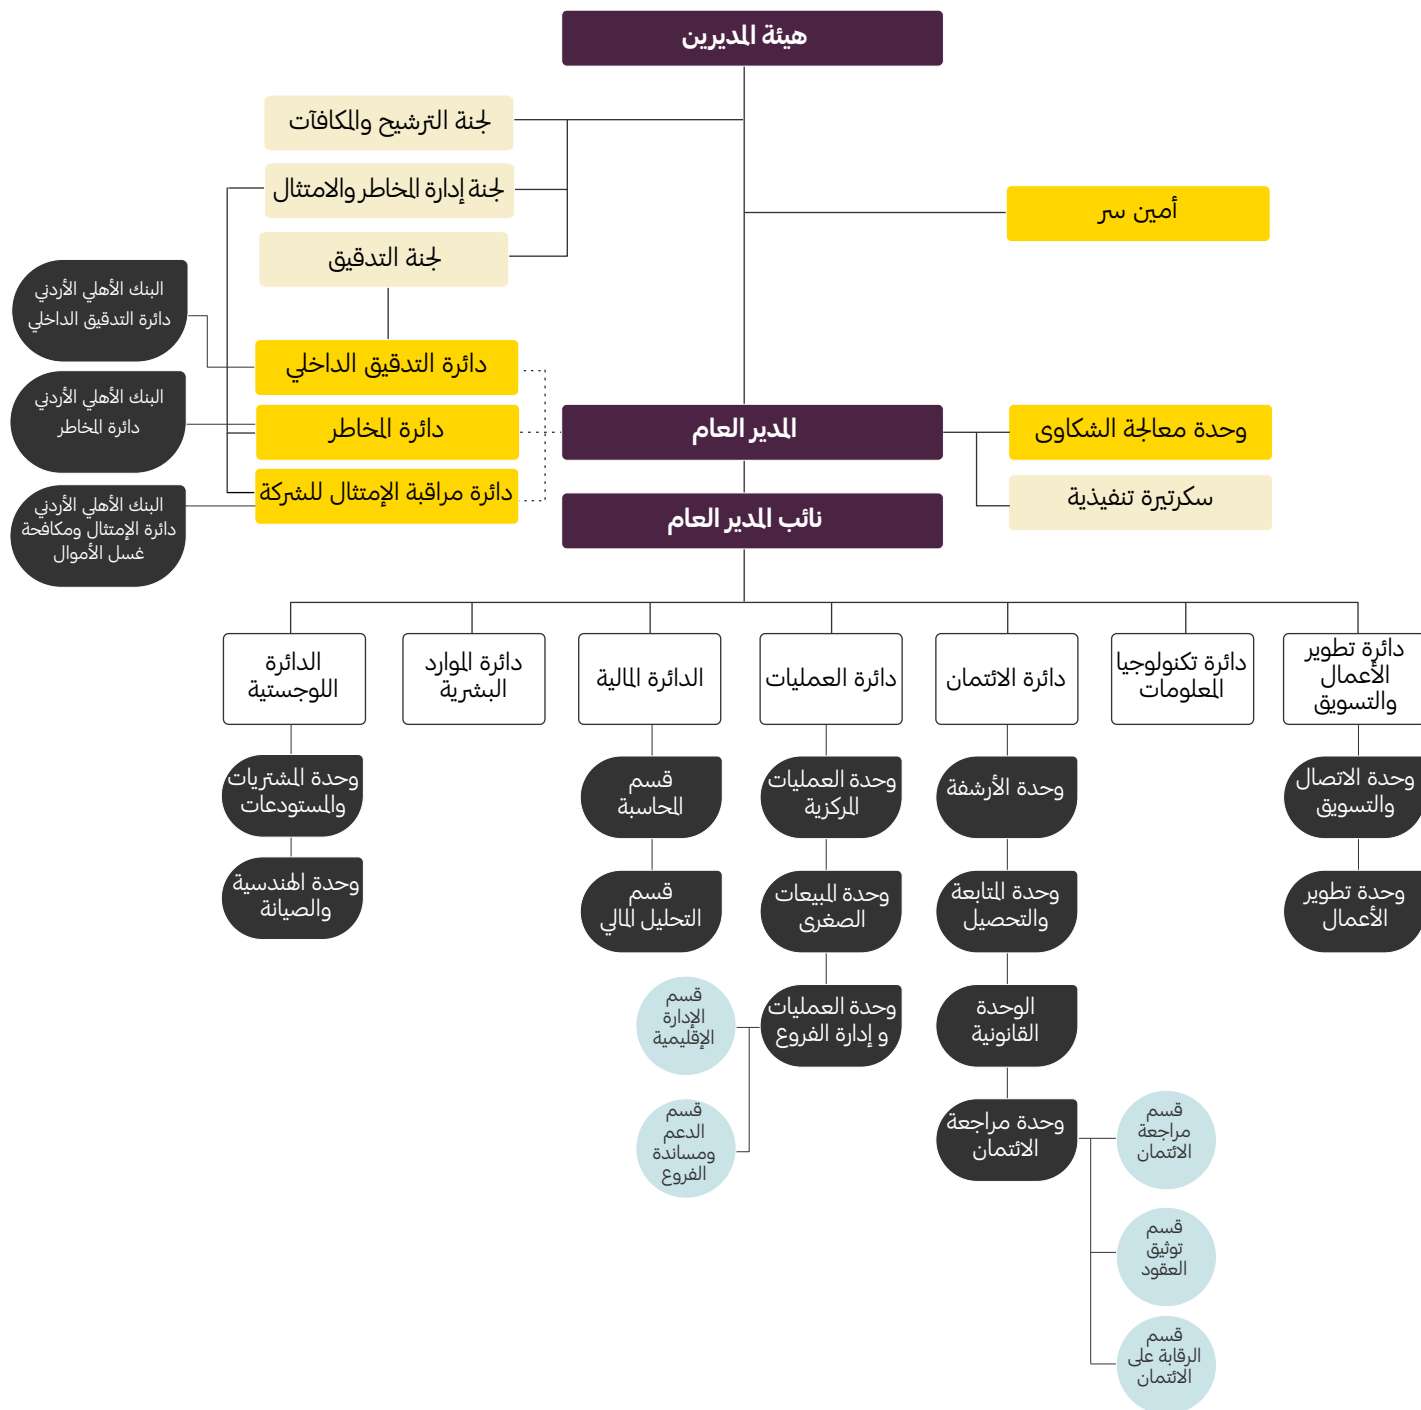 هيئة المديرين
لجنة الترشيح والمكافآت
لجنة إدارة المخاطر والامتثال
أمين سر
لجنة التدقيق
البنك الأهلي الأردني
دائرة التدقيق الداخلي
دائرة التدقيق الداخلي
البنك الأهلي الأردني
دائرة المخاطر
دائرة المخاطر
المدير العام
وحدة معالجة الشكاوى
دائرة مراقبة الإمتثال للشركة
سكرتيرة تنفيذية
البنك الأهلي الأردني
دائرة الإمتثال ومكافحة
غسل الأموال
نائب المدير العام
دائرة تطوير
الأعمال
والتسويق
دائرة تكنولوجيا
المعلومات
دائرة الائتمان
دائرة العمليات
الدائرة المالية
دائرة الموارد
البشرية
الدائرة
اللوجستية
وحدة الاتصال
والتسويق
وحدة الأرشفة
وحدة العمليات
المركزية
قسم
المحاسبة
وحدة المشتريات
والمستودعات
وحدة تطوير
الأعمال
وحدة المتابعة
والتحصيل
وحدة المبيعات
الصغرى
قسم
التحليل المالي
وحدة الهندسية
والصيانة
الوحدة
القانونية
وحدة العمليات
و إدارة الفروع
قسم
الإدارة
الإقليمية
قسم
مراجعة
الائتمان
وحدة مراجعة
الائتمان
قسم
الدعم
ومساندة
الفروع
قسم
توثيق
العقود
قسم
الرقابة على
الائتمان